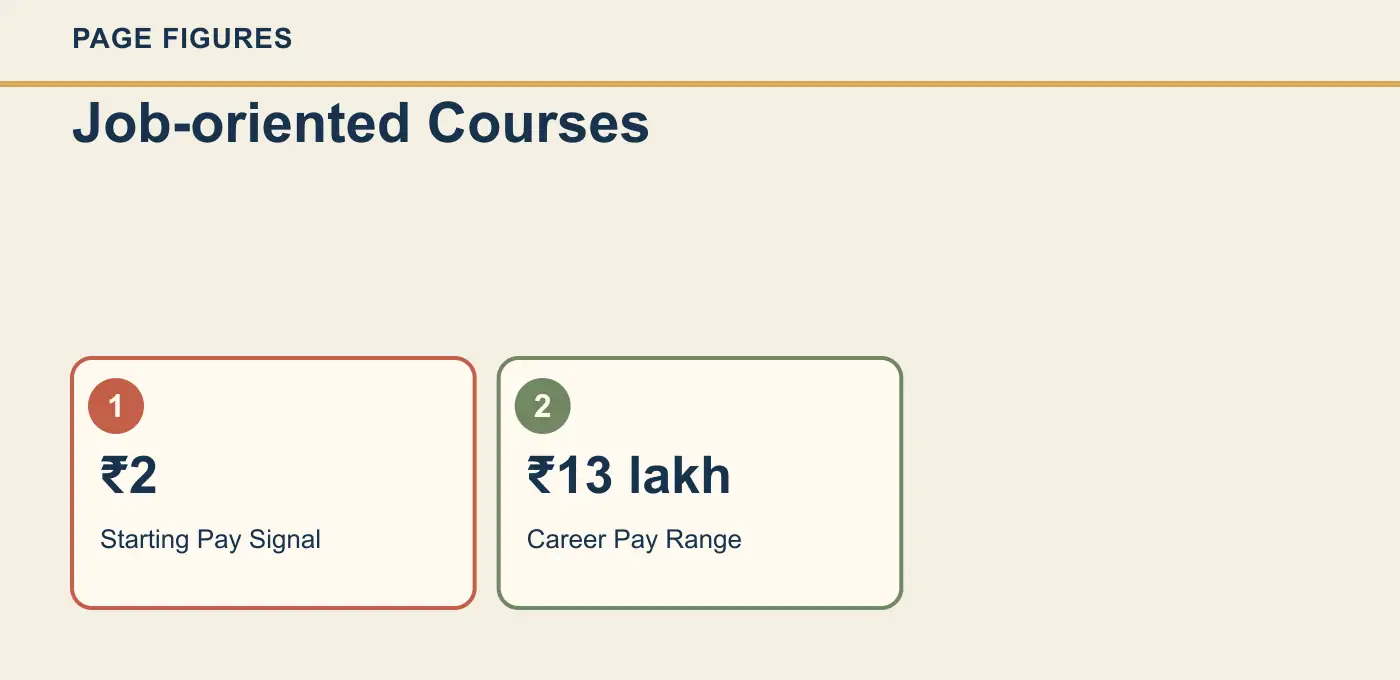 PAGE FIGURES
Job-oriented Courses
1
₹2
Starting Pay Signal
2
₹13 lakh
Career Pay Range